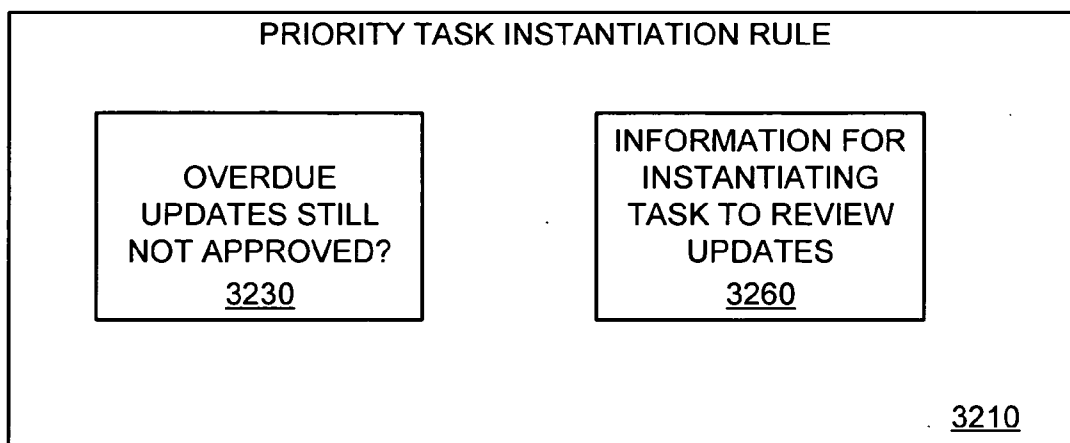 PRIORITY TASK INSTANTIATION RULE
OVERDUE
UPDATES STILL
NOT APPROVED?
3230
INFORMATION FOR
INSTANTIATING
TASK TO REVIEW
UPDATES
3260
3210